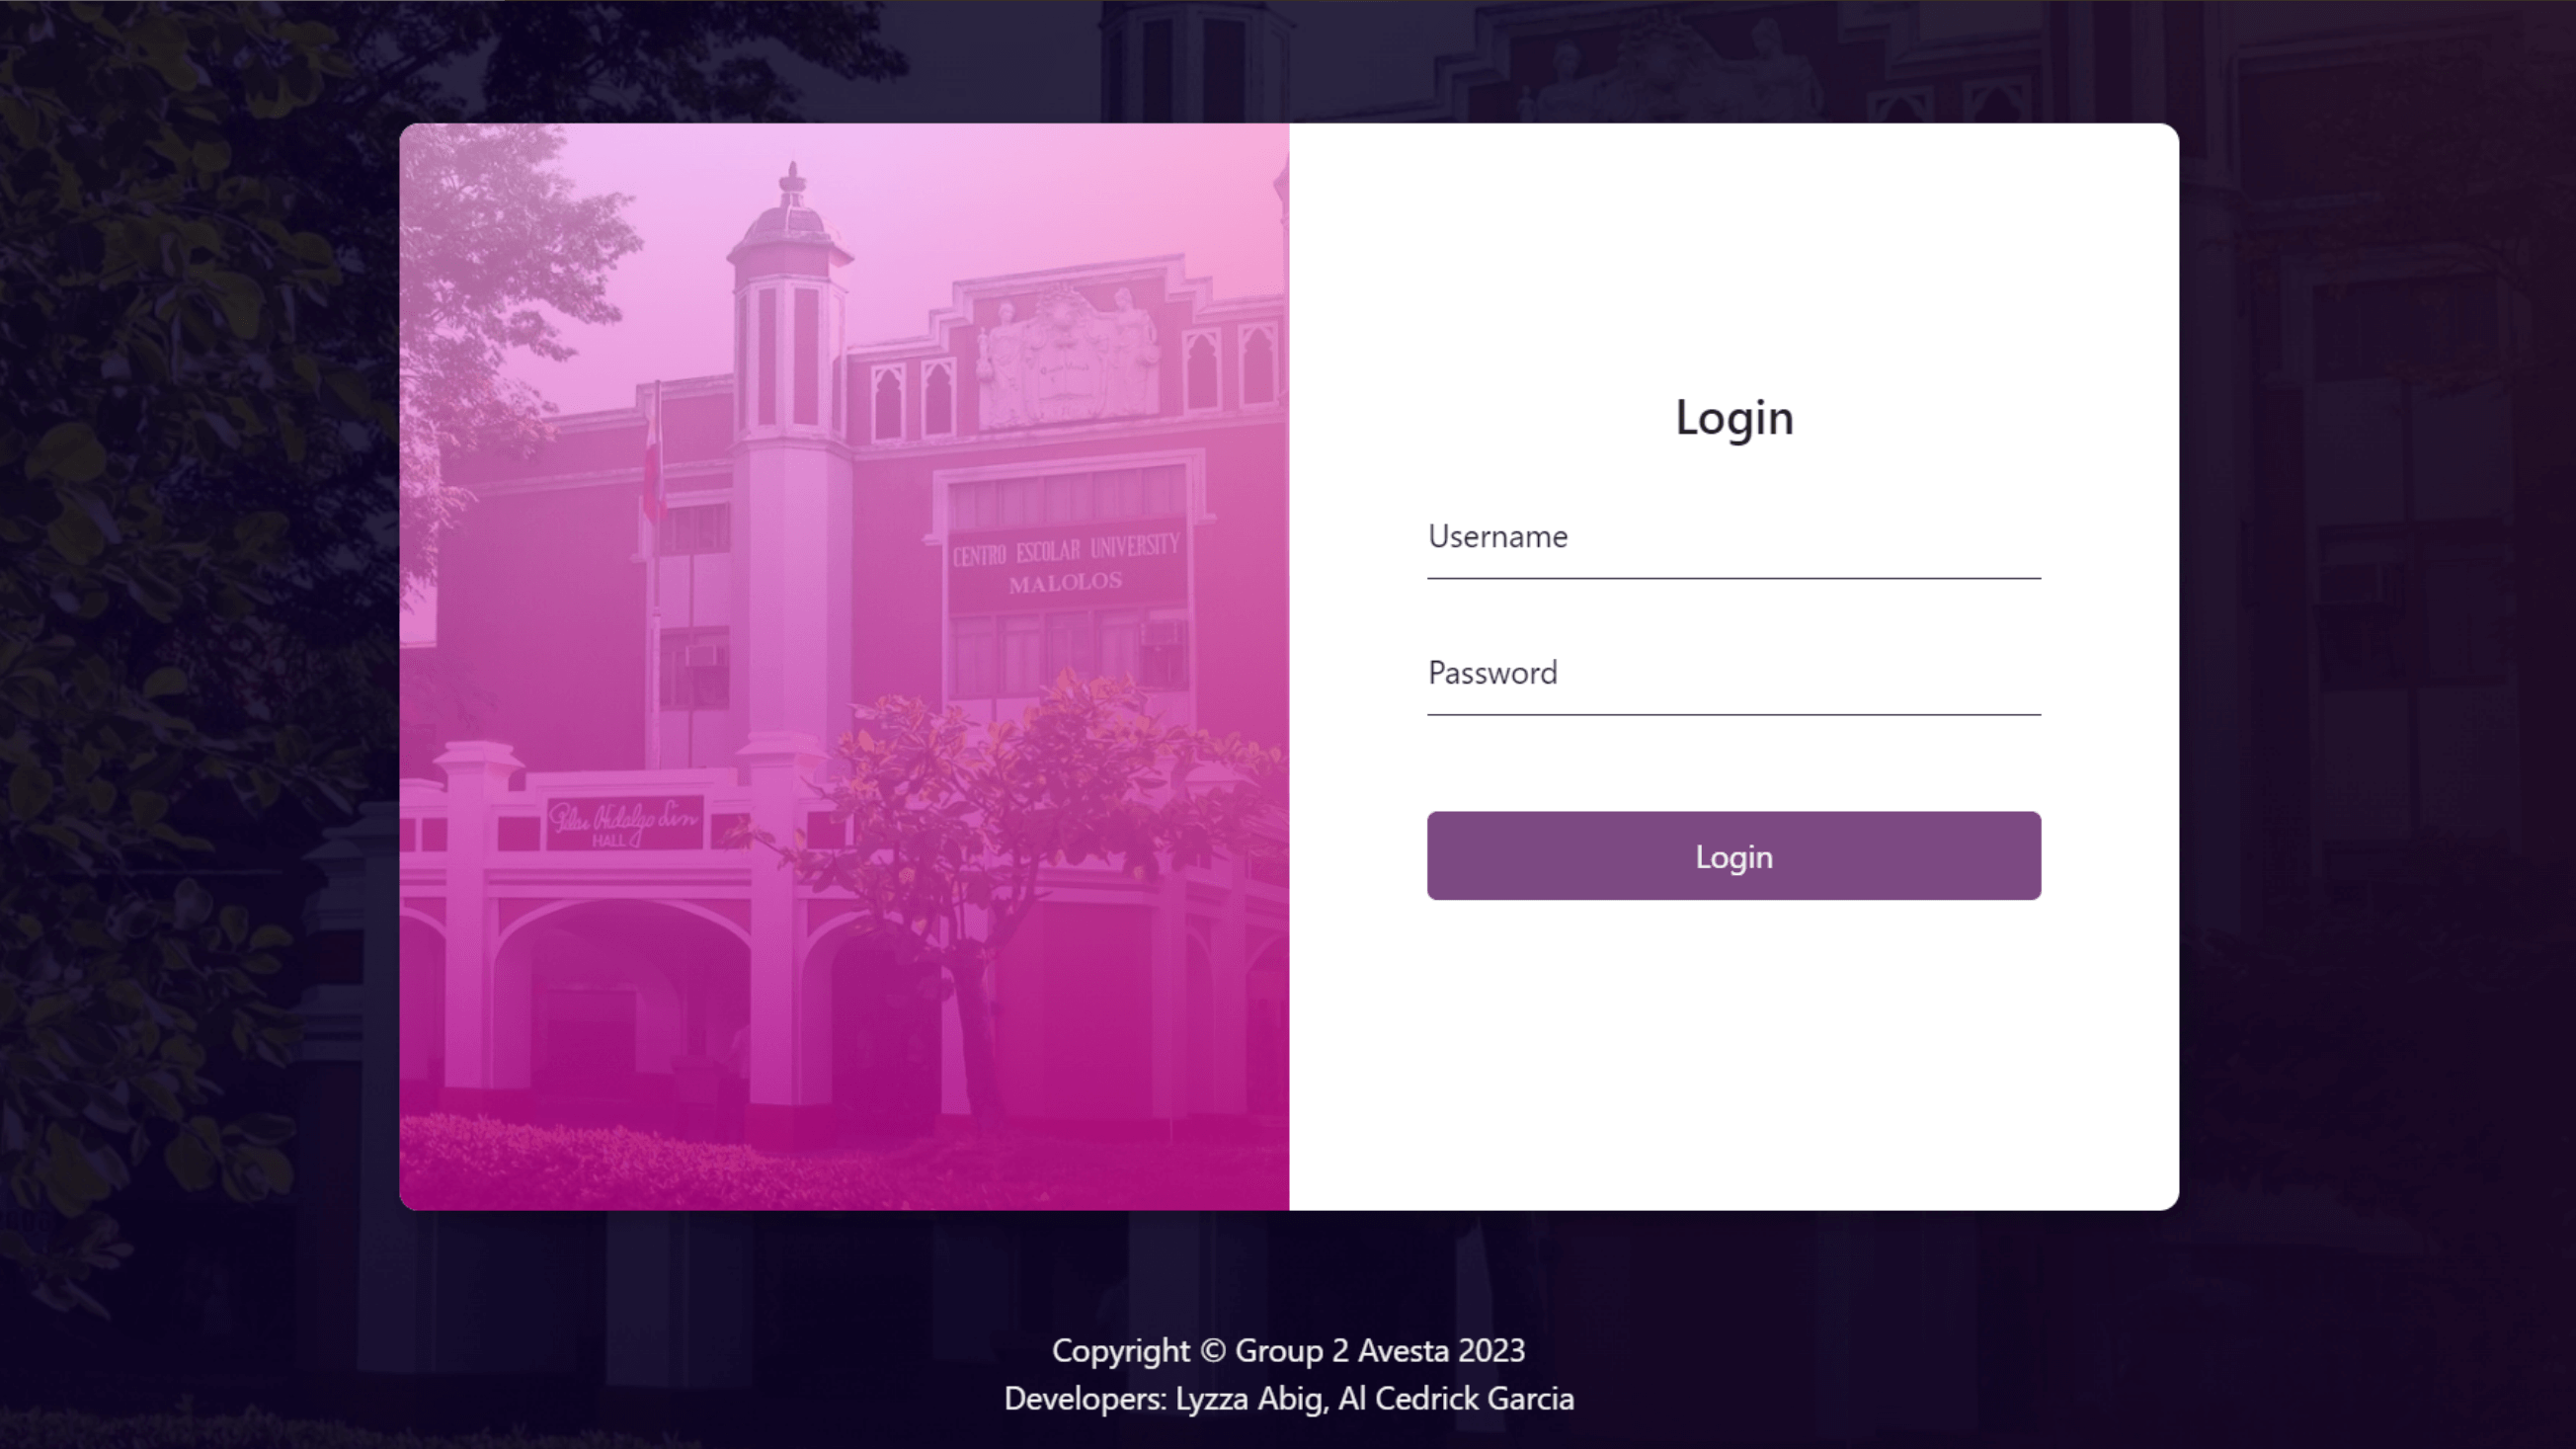 CENTRO ESCOLAR UNIVERSITY
MALOLOS
Pilar Hidalgo Lim
HALL
Login
Username
Password
Login
Copyright © Group 2 Avesta 2023
Developers: Lyzza Abig, Al Cedrick Garcia